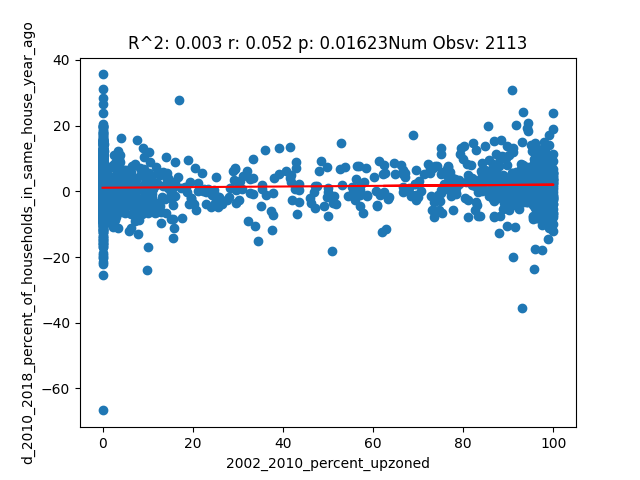 R^2: 0.003 r: 0.052 p: 0.01623Num Obsv: 2113
d_2010_2018_percent_of_households_in_same_house_year_ago
40
20
0
−20
−40
−60
0 20 40 60 80 100
2002_2010_percent_upzoned